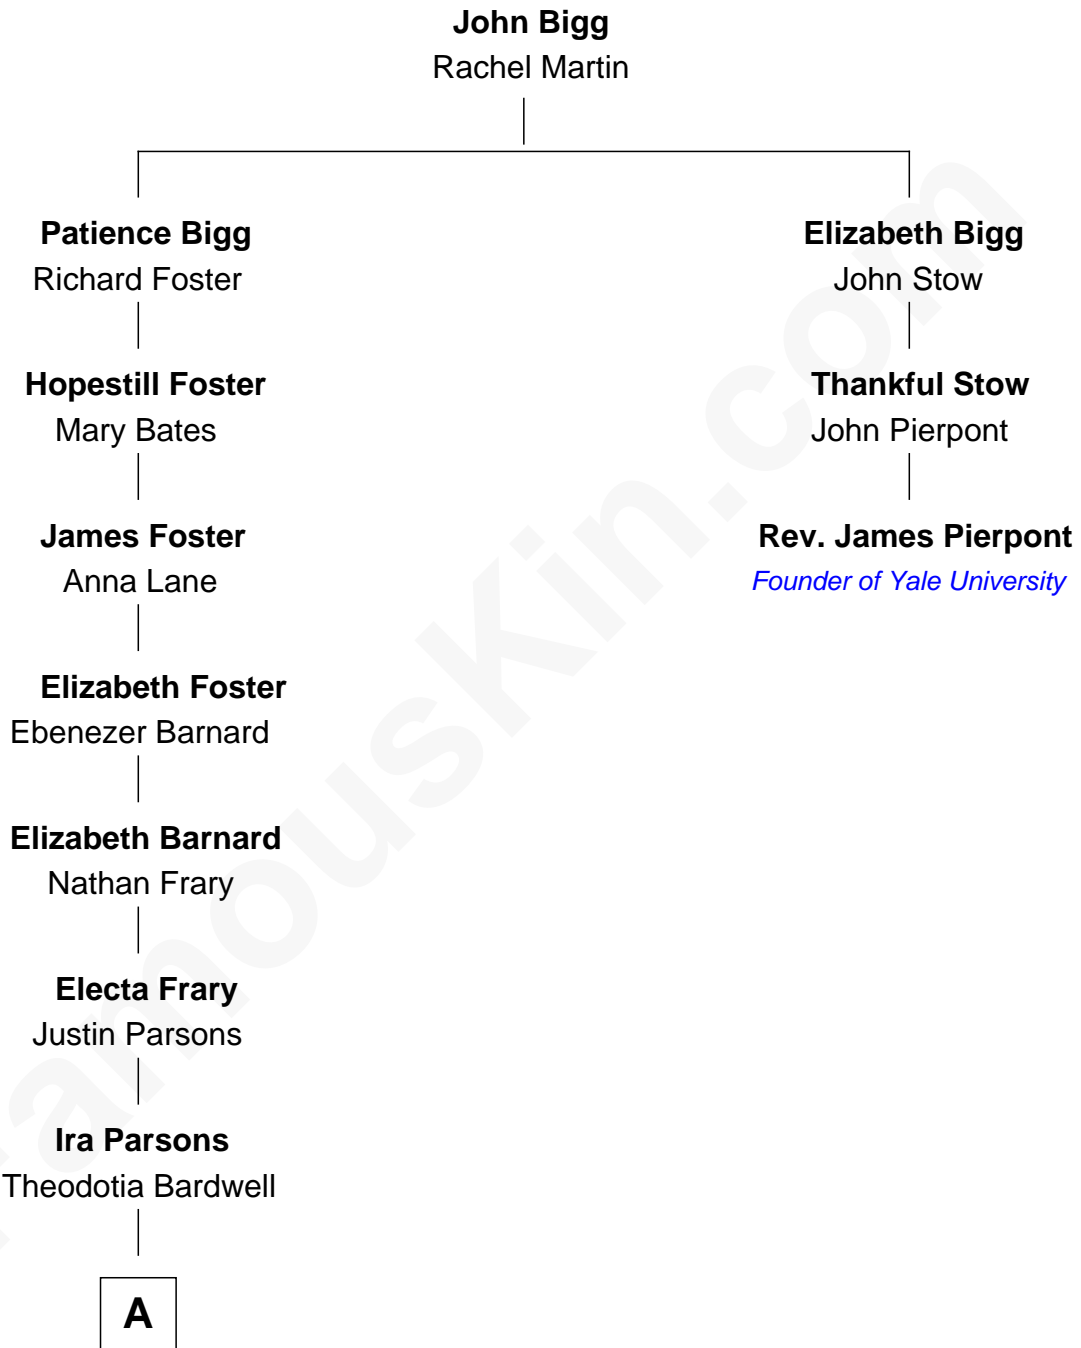 John Bigg
Rachel Martin
Patience Bigg
Richard Foster
Elizabeth Bigg
John Stow
Hopestill Foster
Mary Bates
Thankful Stow
John Pierpont
James Foster
Anna Lane
Rev. James Pierpont
Founder of Yale University
Elizabeth Foster
Ebenezer Barnard
Elizabeth Barnard
Nathan Frary
Electa Frary
Justin Parsons
Ira Parsons
Theodotia Bardwell
A
FamousKin.com